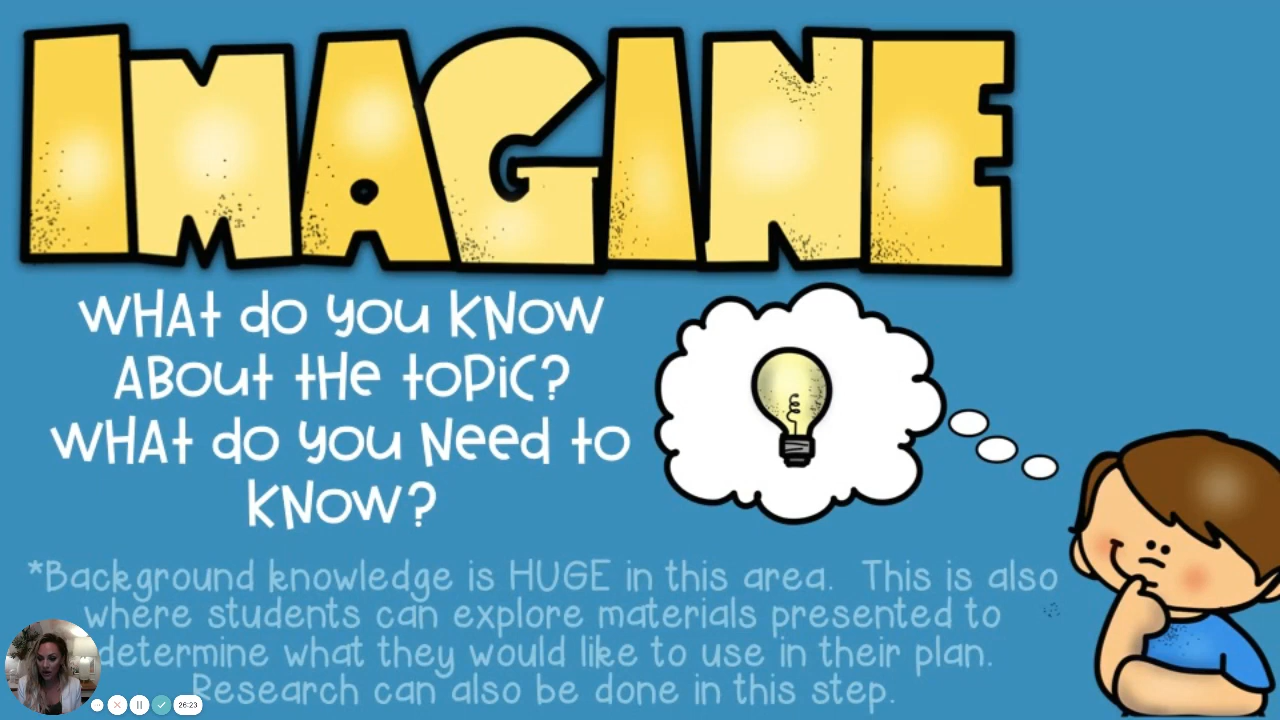 IMAGINE
WHAt do you KNOW
ABout tHe toPiC?
WHAt do you Need to
KNOW?
*Background knowledge is HUGE in this area. This is also
where students can explore materials presented to
determine what they would like to use in their plan.
Research can also be done in this step.
26:23